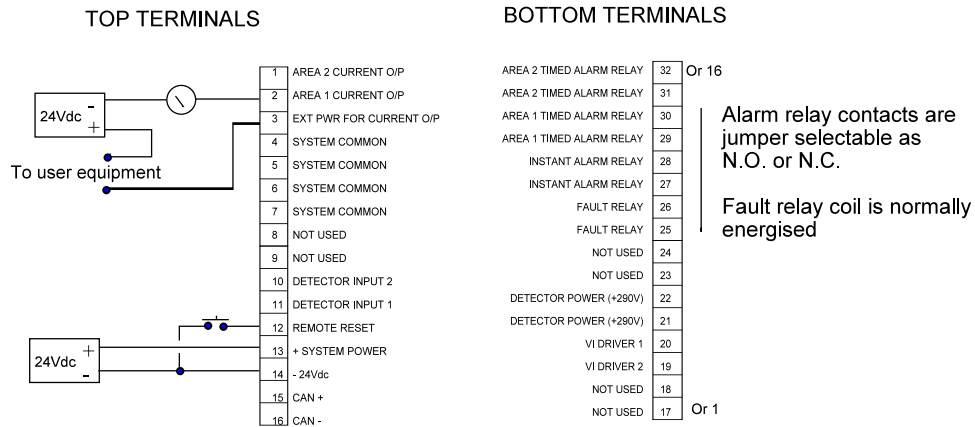 TOP TERMINALS
BOTTOM TERMINALS
24Vdc
-
+
To user equipment
1 AREA 2 CURRENT O/P
2 AREA 1 CURRENT O/P
3 EXT PWR FOR CURRENT O/P
4 SYSTEM COMMON
5 SYSTEM COMMON
6 SYSTEM COMMON
7 SYSTEM COMMON
8 NOT USED
9 NOT USED
10 DETECTOR INPUT 2
11 DETECTOR INPUT 1
12 REMOTE RESET
13 + SYSTEM POWER
14 - 24Vdc
15 CAN +
16 CAN -
24Vdc
+
-
AREA 2 TIMED ALARM RELAY 32 Or 16
AREA 2 TIMED ALARM RELAY 31
AREA 1 TIMED ALARM RELAY 30
AREA 1 TIMED ALARM RELAY 29
INSTANT ALARM RELAY 28
INSTANT ALARM RELAY 27
FAULT RELAY 26
FAULT RELAY 25
NOT USED 24
NOT USED 23
DETECTOR POWER (+290V) 22
DETECTOR POWER (+290V) 21
VI DRIVER 1 20
VI DRIVER 2 19
NOT USED 18
NOT USED 17 Or 1
Alarm relay contacts are
jumper selectable as
N.O. or N.C.
Fault relay coil is normally
energised